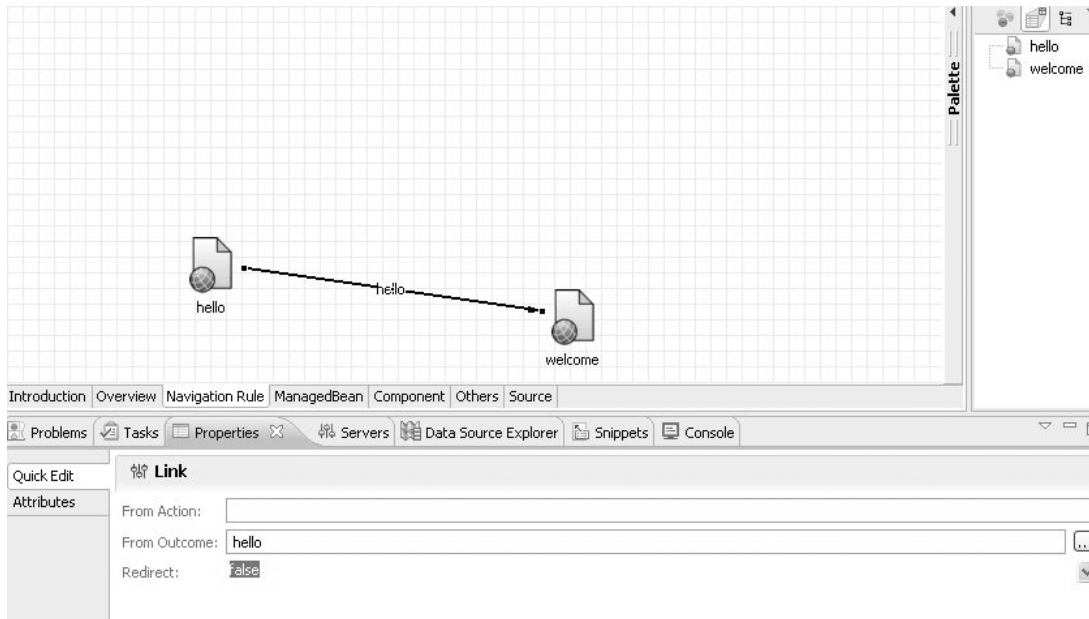 hello
welcome
Palette
hello
hello
welcome
Introduction Overview Navigation Rule ManagedBean Component Others Source
Problems Tasks Properties Servers Data Source Explorer Snippets Console
Quick Edit
Attributes
Link
From Action:
From Outcome: hello ...
Redirect: false